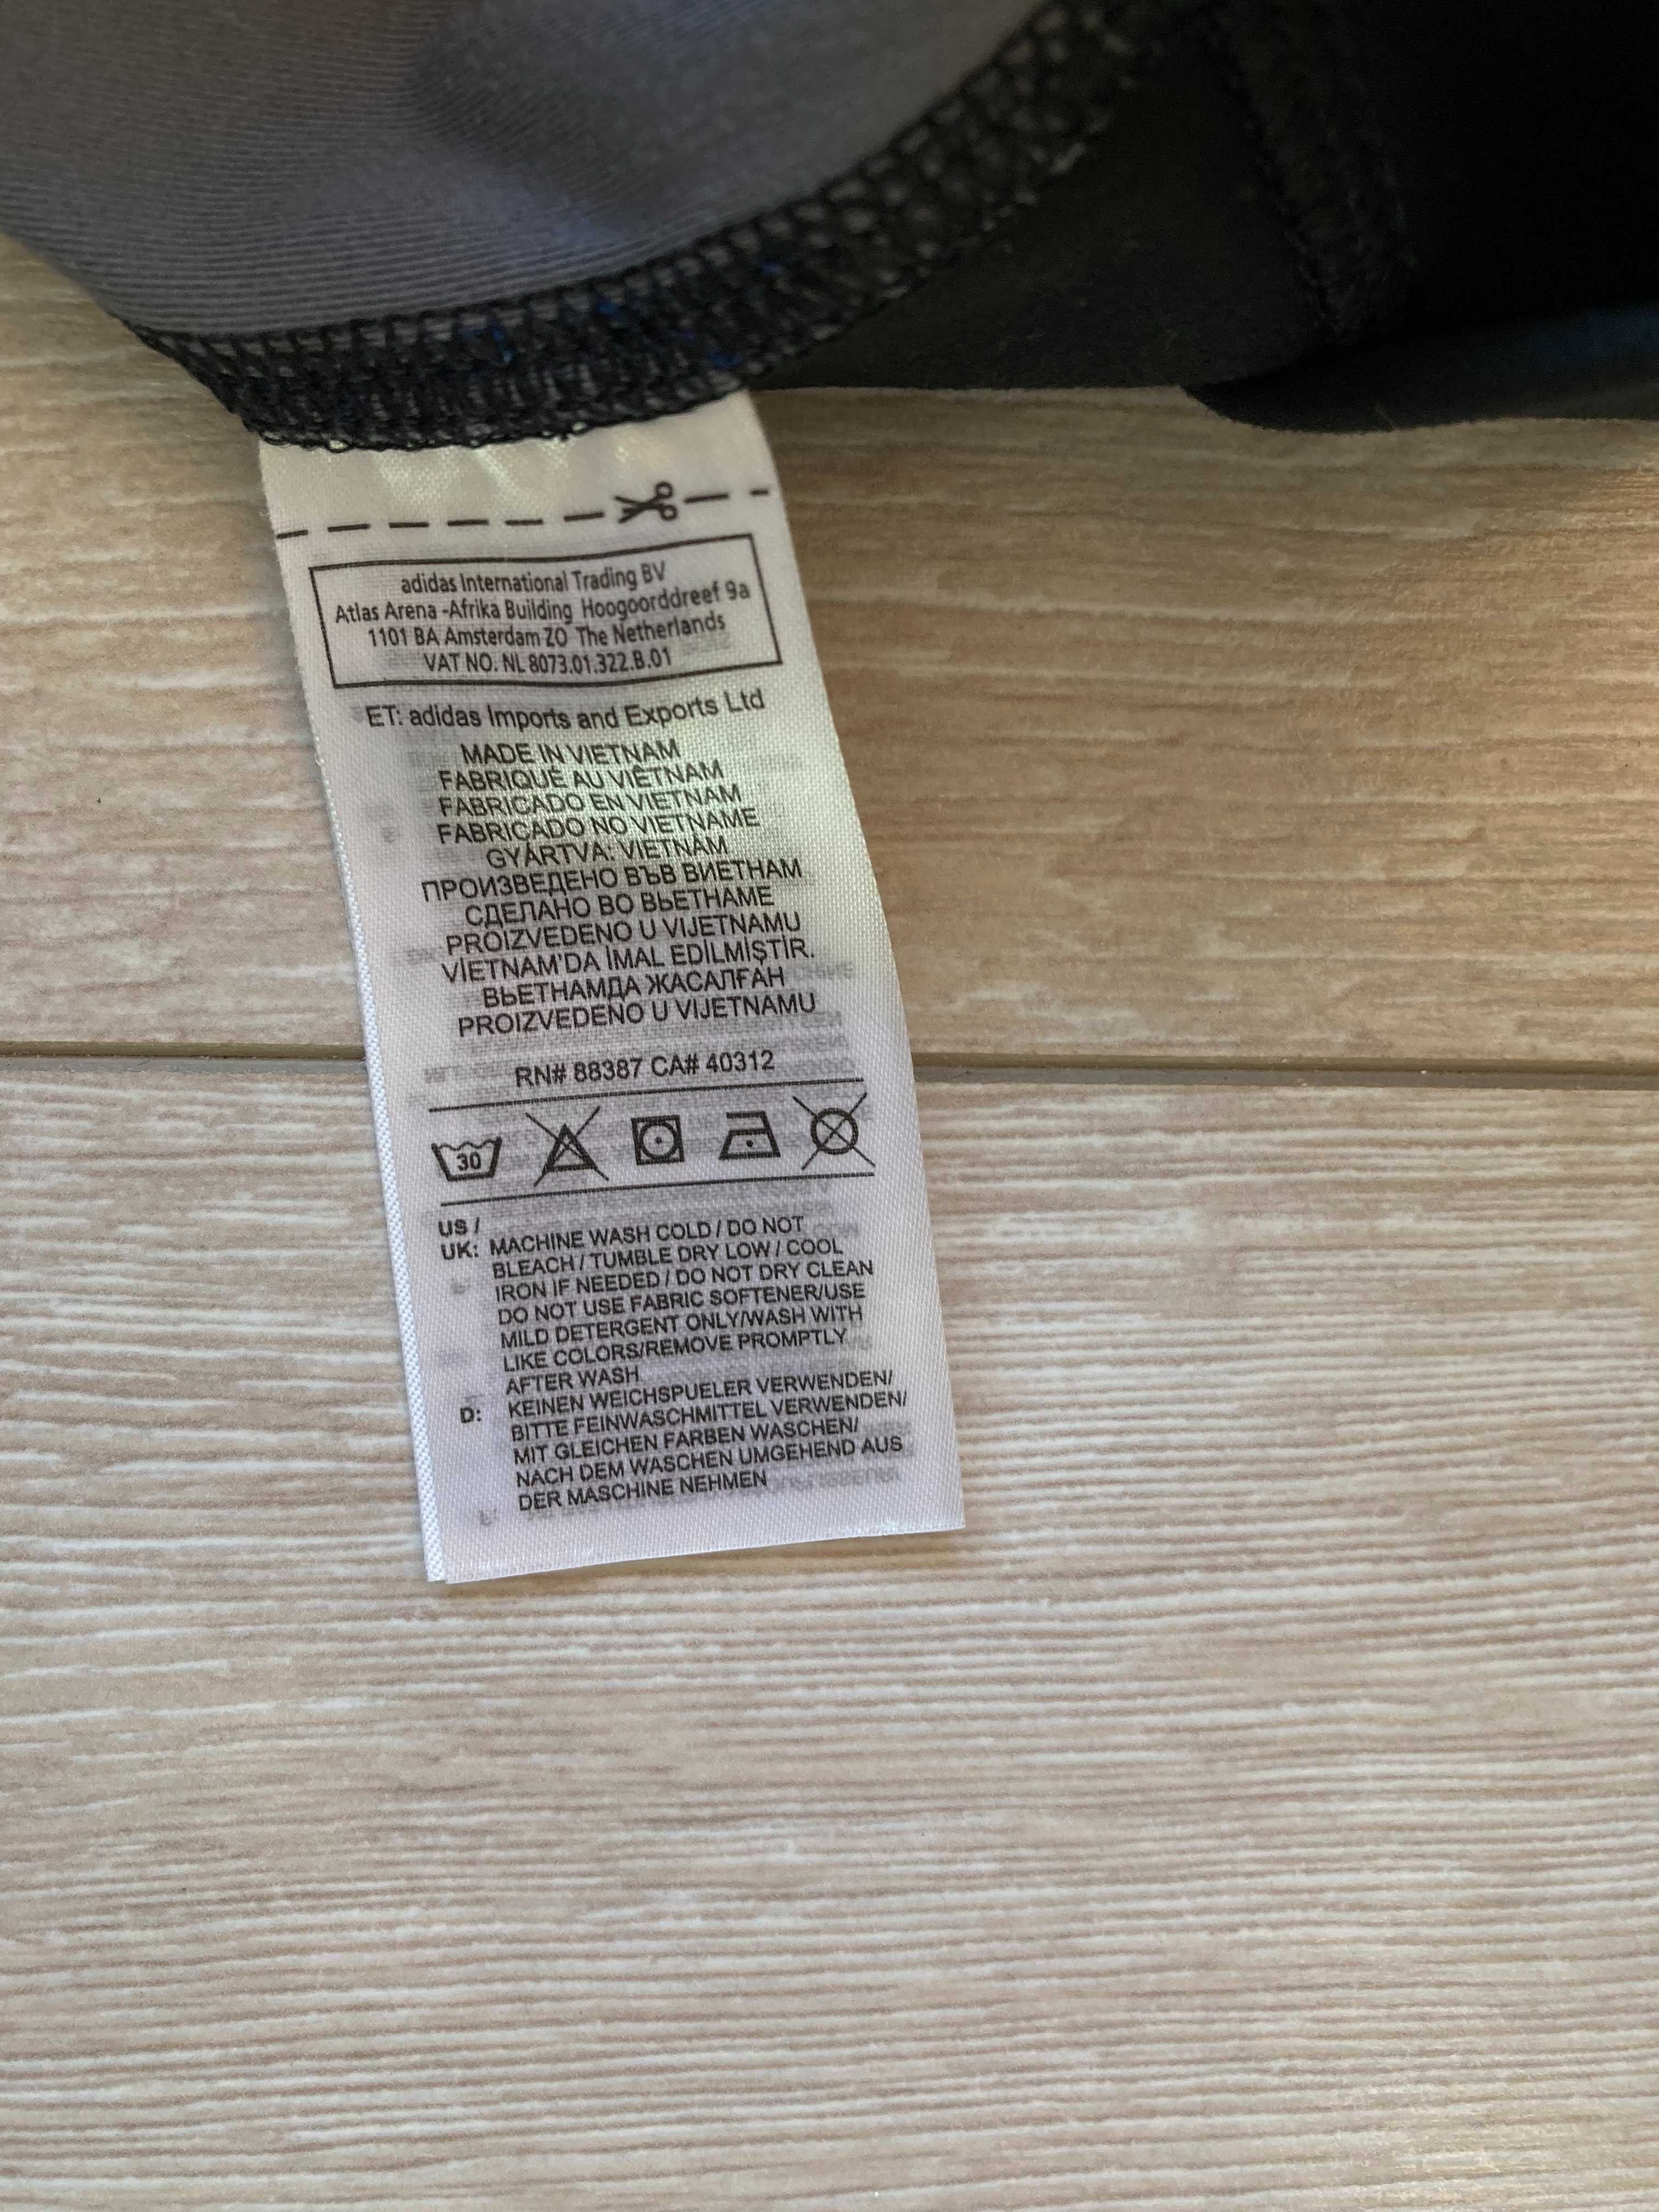 adidas International Trading BV
Atlas Arena -Afrika Building Hoogoorddreef 9a
1101 BA Amsterdam ZO The Netherlands
VAT NO. NL 8073.01.322.B.01
ET: adidas Imports and Exports Ltd
MADE IN VIETNAM
FABRIQUÉ AU VIÊTNAM
FABRICADO EN VIETNAM
FABRICADO NO VIETNAME
GYÁRTVA: VIETNÁM
ПРОИЗВЕДЕНО ВЪВ ВИЕТНАМ
СДЕЛАНО ВО ВЬЕТНАМЕ
PROIZVEDENO U VIJETNAMU
VİETNAM'DA İMAL EDİLMİŞTİR.
ВЬЕТНАМДА ЖАСАЛҒАН
PROIZVEDENO U VIJETNAMU
RN# 88387 CA# 40312
30
US /
UK: MACHINE WASH COLD / DO NOT
BLEACH / TUMBLE DRY LOW / COOL
IRON IF NEEDED / DO NOT DRY CLEAN
DO NOT USE FABRIC SOFTENER/USE
MILD DETERGENT ONLY/WASH WITH
LIKE COLORS/REMOVE PROMPTLY
AFTER WASH
D: KEINEN WEICHSPUELER VERWENDEN/
BITTE FEINWASCHMITTEL VERWENDEN/
MIT GLEICHEN FARBEN WASCHEN/
NACH DEM WASCHEN UMGEHEND AUS
DER MASCHINE NEHMEN